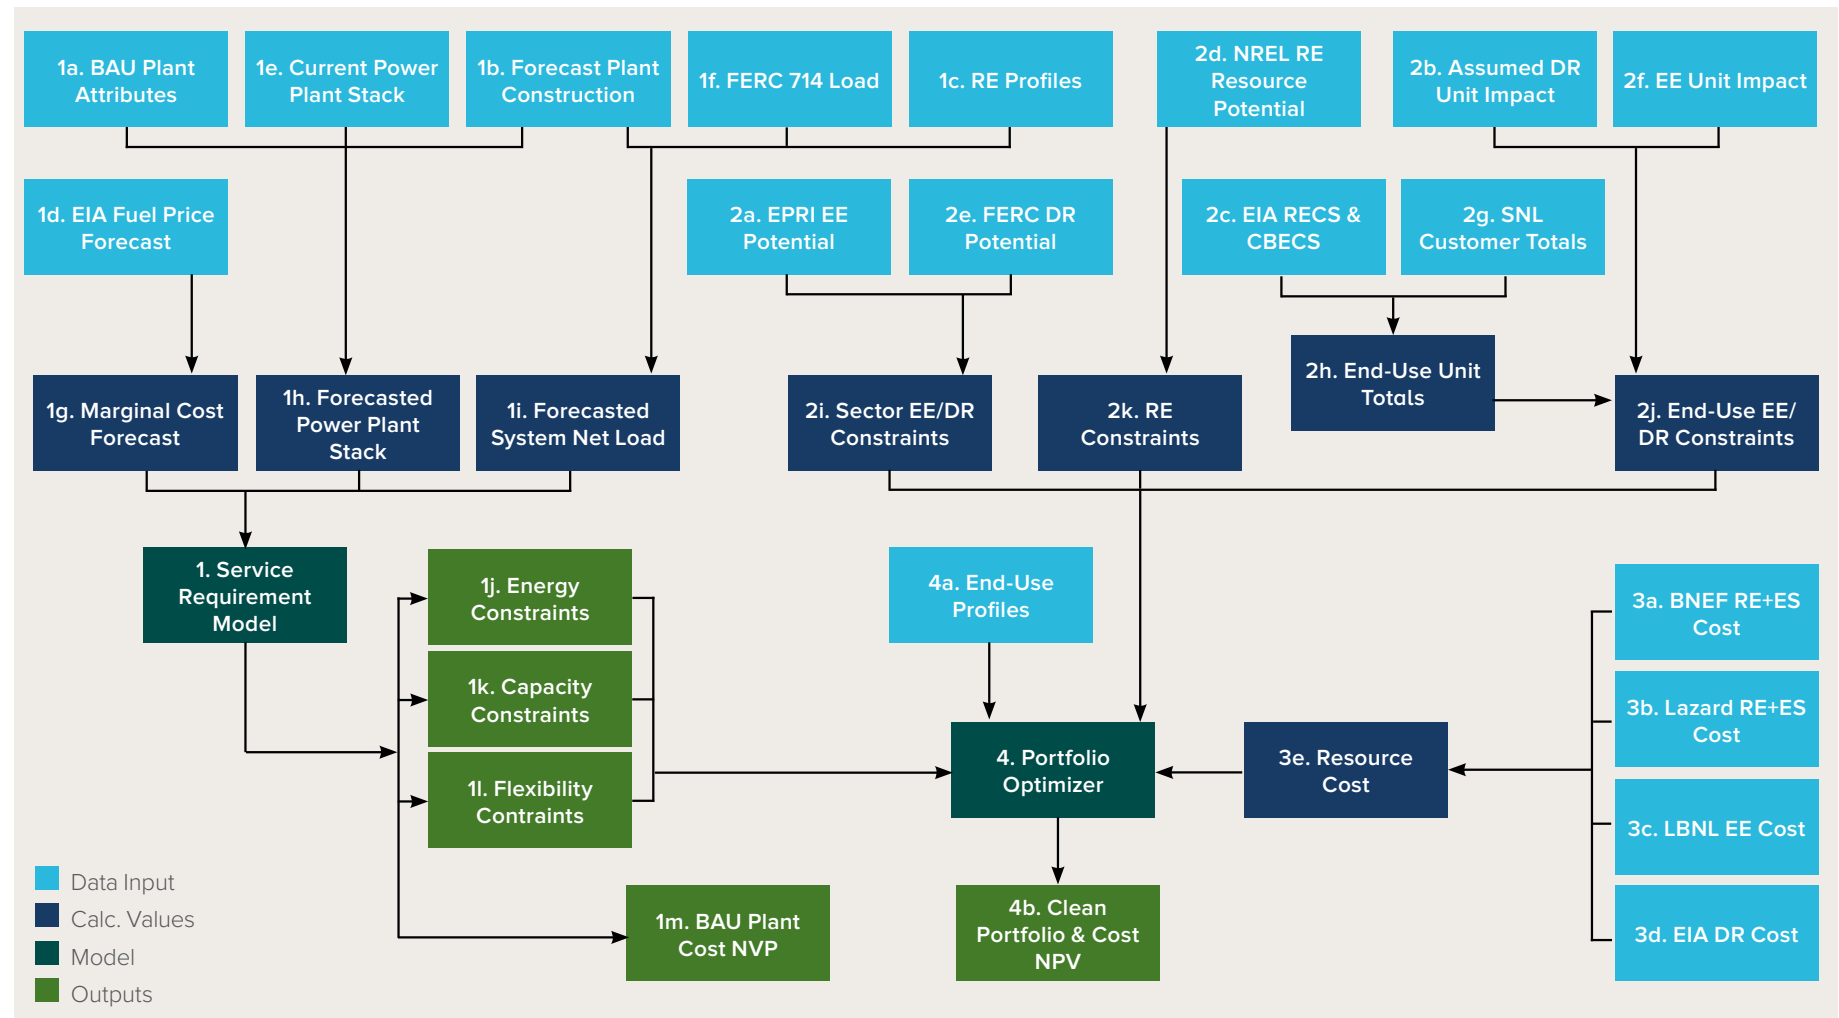 1a. BAU Plant
Attributes
1e. Current Power
Plant Stack
1b. Forecast Plant
Construction
1f. FERC 714 Load
1c. RE Profiles
2d. NREL RE
Resource
Potential
2b. Assumed DR
Unit Impact
2f. EE Unit Impact
1d. EIA Fuel Price
Forecast
2a. EPRI EE
Potential
2e. FERC DR
Potential
2c. EIA RECS &
CBECS
2g. SNL
Customer Totals
2h. End-Use Unit
Totals
1g. Marginal Cost
Forecast
1h. Forecasted
Power Plant
Stack
1i. Forecasted
System Net Load
2i. Sector EE/DR
Constraints
2k. RE
Constraints
2j. End-Use EE/
DR Constraints
1. Service
Requirement
Model
1j. Energy
Constraints
1k. Capacity
Constraints
1l. Flexibility
Contraints
4a. End-Use
Profiles
4. Portfolio
Optimizer
3e. Resource
Cost
3a. BNEF RE+ES
Cost
3b. Lazard RE+ES
Cost
3c. LBNL EE Cost
3d. EIA DR Cost
1m. BAU Plant
Cost NVP
4b. Clean
Portfolio & Cost
NPV
Data Input
Calc. Values
Model
Outputs